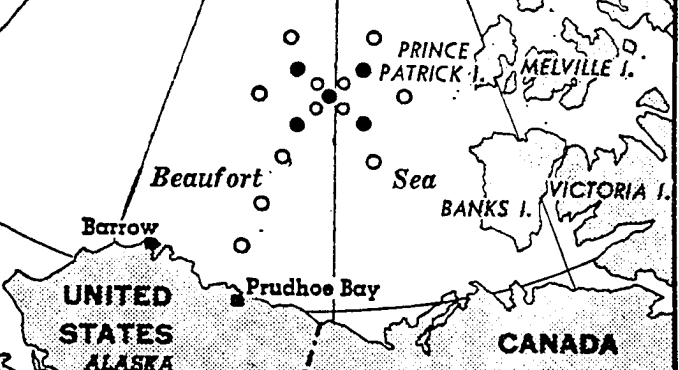 PRINCE
PATRICK I.
MELVILLE I.
Beaufort Sea
BANKS I.
VICTORIA I.
Barrow
Prudhoe Bay
UNITED
STATES
ALASKA
CANADA